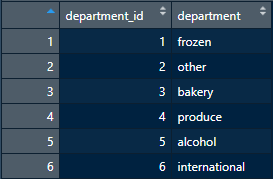 department_id department
1 1 frozen
2 2 other
3 3 bakery
4 4 produce
5 5 alcohol
6 6 international